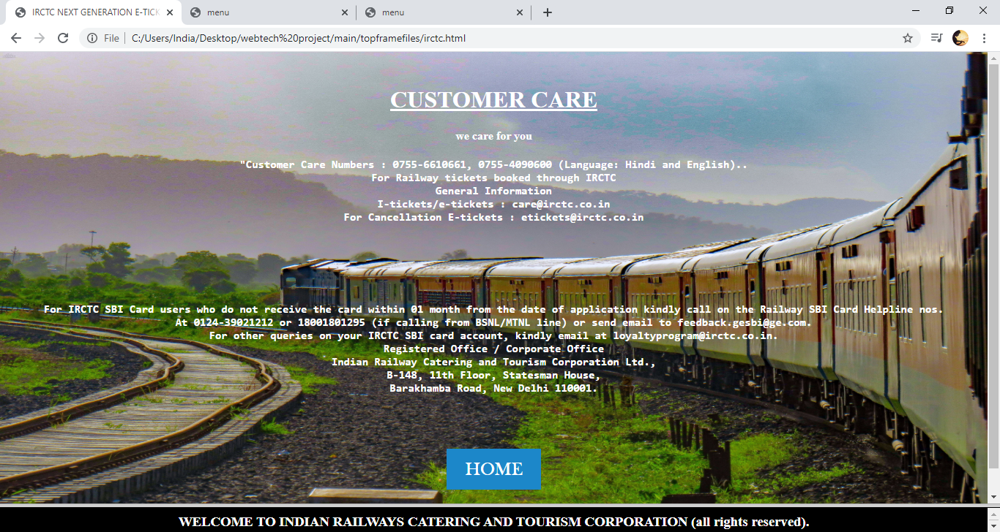 IRCTC NEXT GENERATION E-TICK
menu
menu
File
C:/Users/India/Desktop/webtech%20project/main/topframefiles/irctc.html
CUSTOMER CARE
we care for you
"Customer Care Numbers : 0755-6610661, 0755-4090600 (Language: Hindi and English)..
For Railway tickets booked through IRCTC
General Information
I-tickets/e-tickets : care@irctc.co.in
For Cancellation E-tickets : etickets@irctc.co.in
For IRCTC SBI Card users who do not receive the card within 01 month from the date of application kindly call on the Railway SBI Card Helpline nos.
At 0124-39021212 or 18001801295 (if calling from BSNL/MTNL line) or send email to feedback.gesbi@ge.com.
For other queries on your IRCTC SBI card account, kindly email at loyaltyprogram@irctc.co.in.
Registered Office / Corporate Office
Indian Railway Catering and Tourism Corporation Ltd.,
B-148, 11th Floor, Statesman House,
Barakhamba Road, New Delhi 110001.
HOME
WELCOME TO INDIAN RAILWAYS CATERING AND TOURISM CORPORATION (all rights reserved).